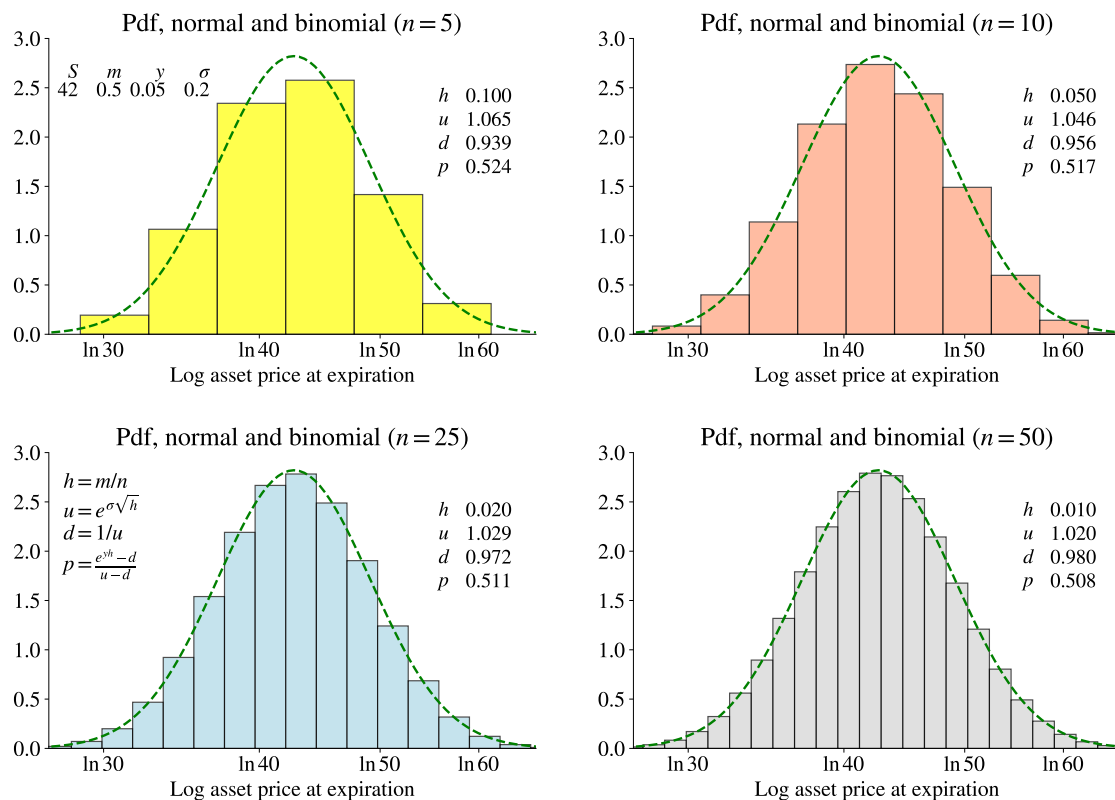 Pdf, normal and binomial (n = 5)
3.0
2.5
2.0
1.5
1.0
0.5
0.0
S m y σ
42 0.5 0.05 0.2
h 0.100
u 1.065
d 0.939
p 0.524
ln 30 ln 40 ln 50 ln 60
Log asset price at expiration
Pdf, normal and binomial (n = 10)
3.0
2.5
2.0
1.5
1.0
0.5
0.0
h 0.050
u 1.046
d 0.956
p 0.517
ln 30 ln 40 ln 50 ln 60
Log asset price at expiration
Pdf, normal and binomial (n = 25)
3.0
2.5
2.0
1.5
1.0
0.5
0.0
h = m/n
u = e^{σ√h}
d = 1/u
p = \frac{e^{yh} − d}{u − d}
h 0.020
u 1.029
d 0.972
p 0.511
ln 30 ln 40 ln 50 ln 60
Log asset price at expiration
Pdf, normal and binomial (n = 50)
3.0
2.5
2.0
1.5
1.0
0.5
0.0
h 0.010
u 1.020
d 0.980
p 0.508
ln 30 ln 40 ln 50 ln 60
Log asset price at expiration